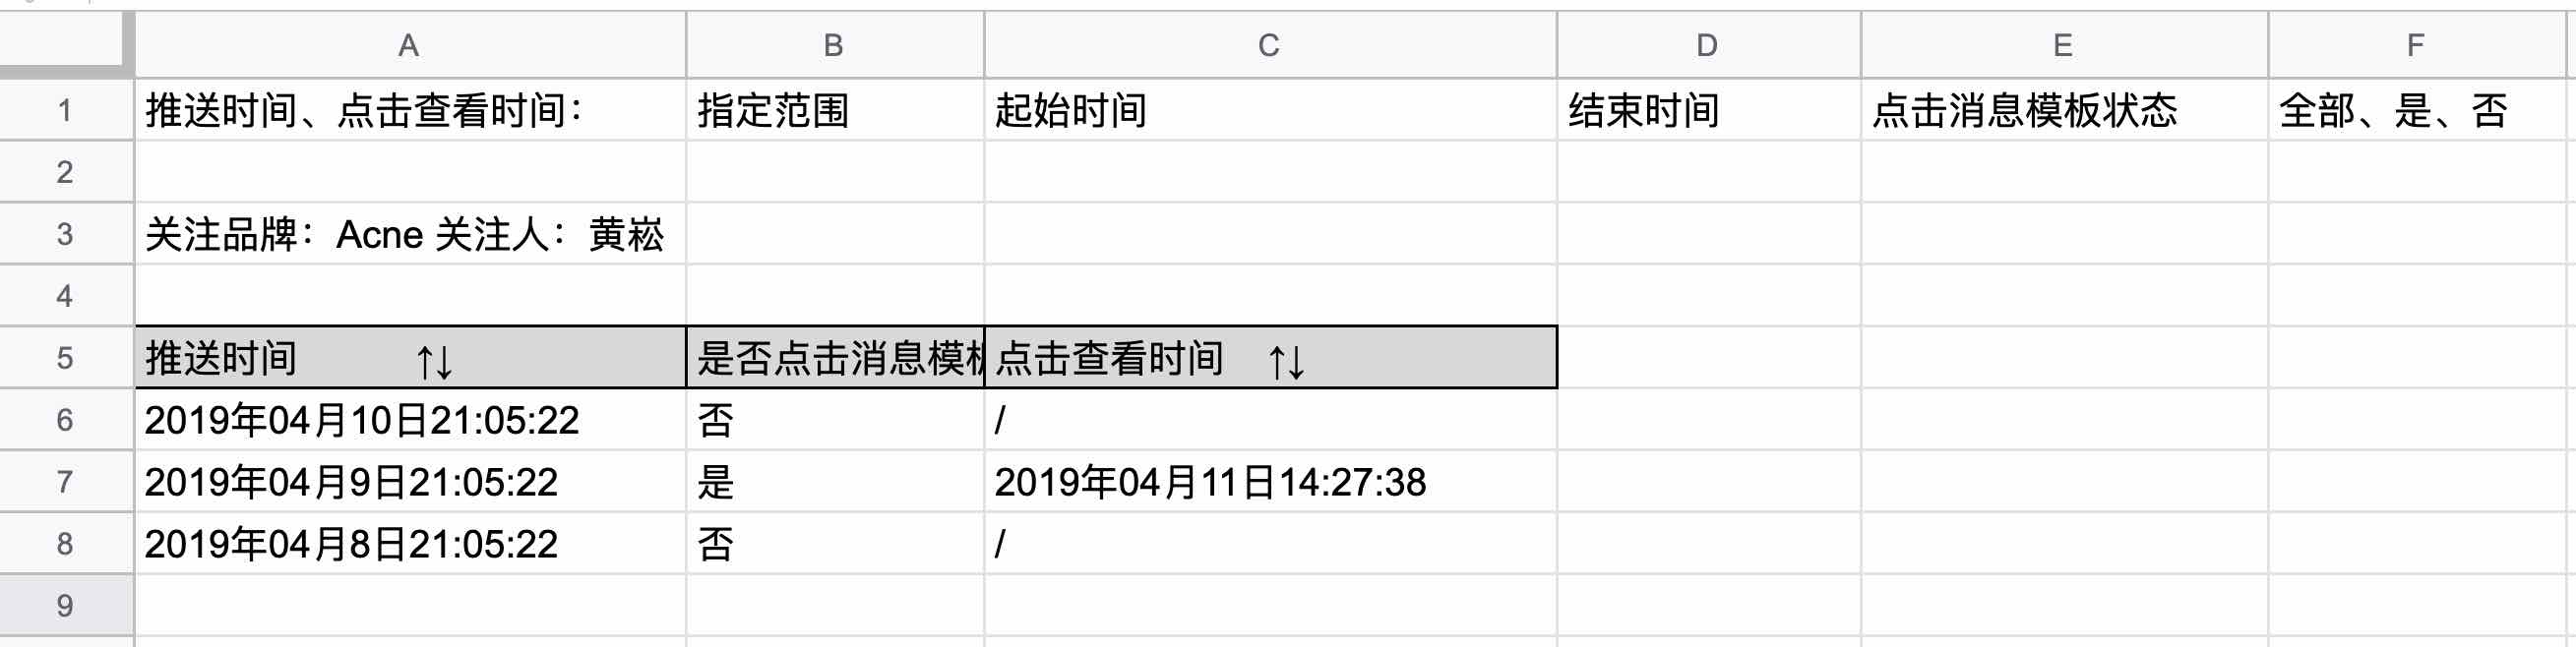 A B C D E F
1 推送时间、点击查看时间： 指定范围 起始时间 结束时间 点击消息模板状态 全部、是、否
2
3 关注品牌：Acne 关注人：黄崧
4
5 推送时间 ↑↓ 是否点击消息模 点击查看时间 ↑↓
6 2019年04月10日21:05:22 否 /
7 2019年04月9日21:05:22 是 2019年04月11日14:27:38
8 2019年04月8日21:05:22 否 /
9